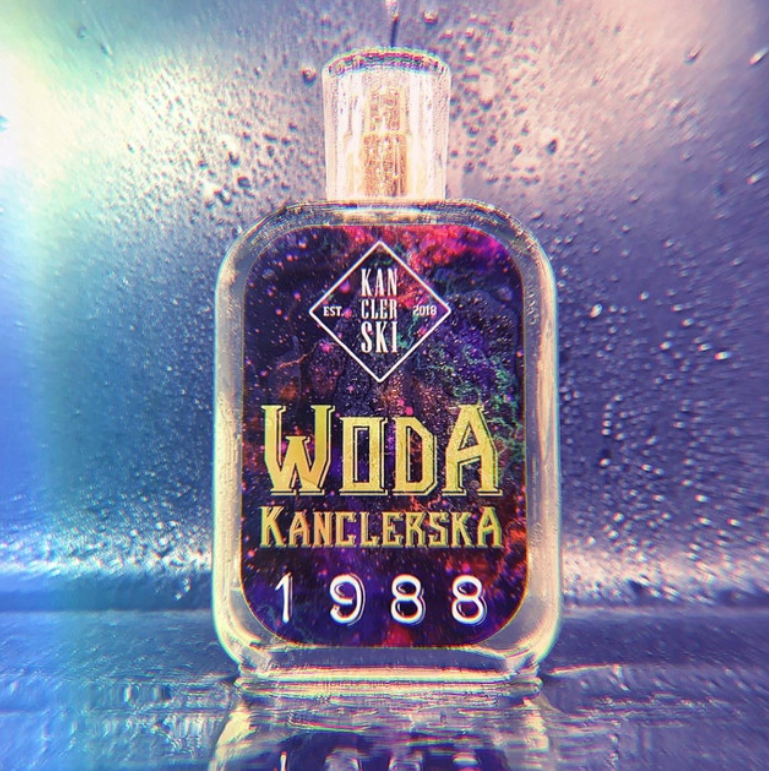 KAN
EST. CLER 2018
SKI
WODA
KANCLERSKA
1988